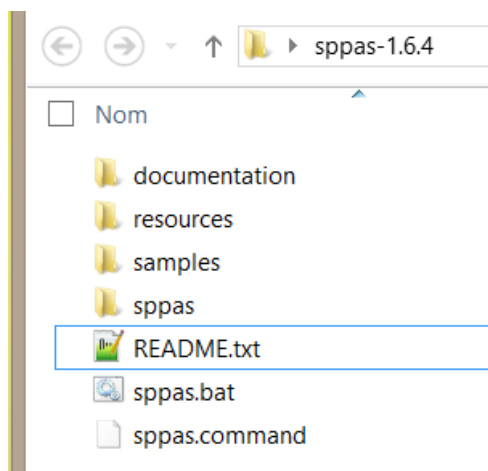 sppas-1.6.4
Nom
documentation
resources
samples
sppas
README.txt
sppas.bat
sppas.command